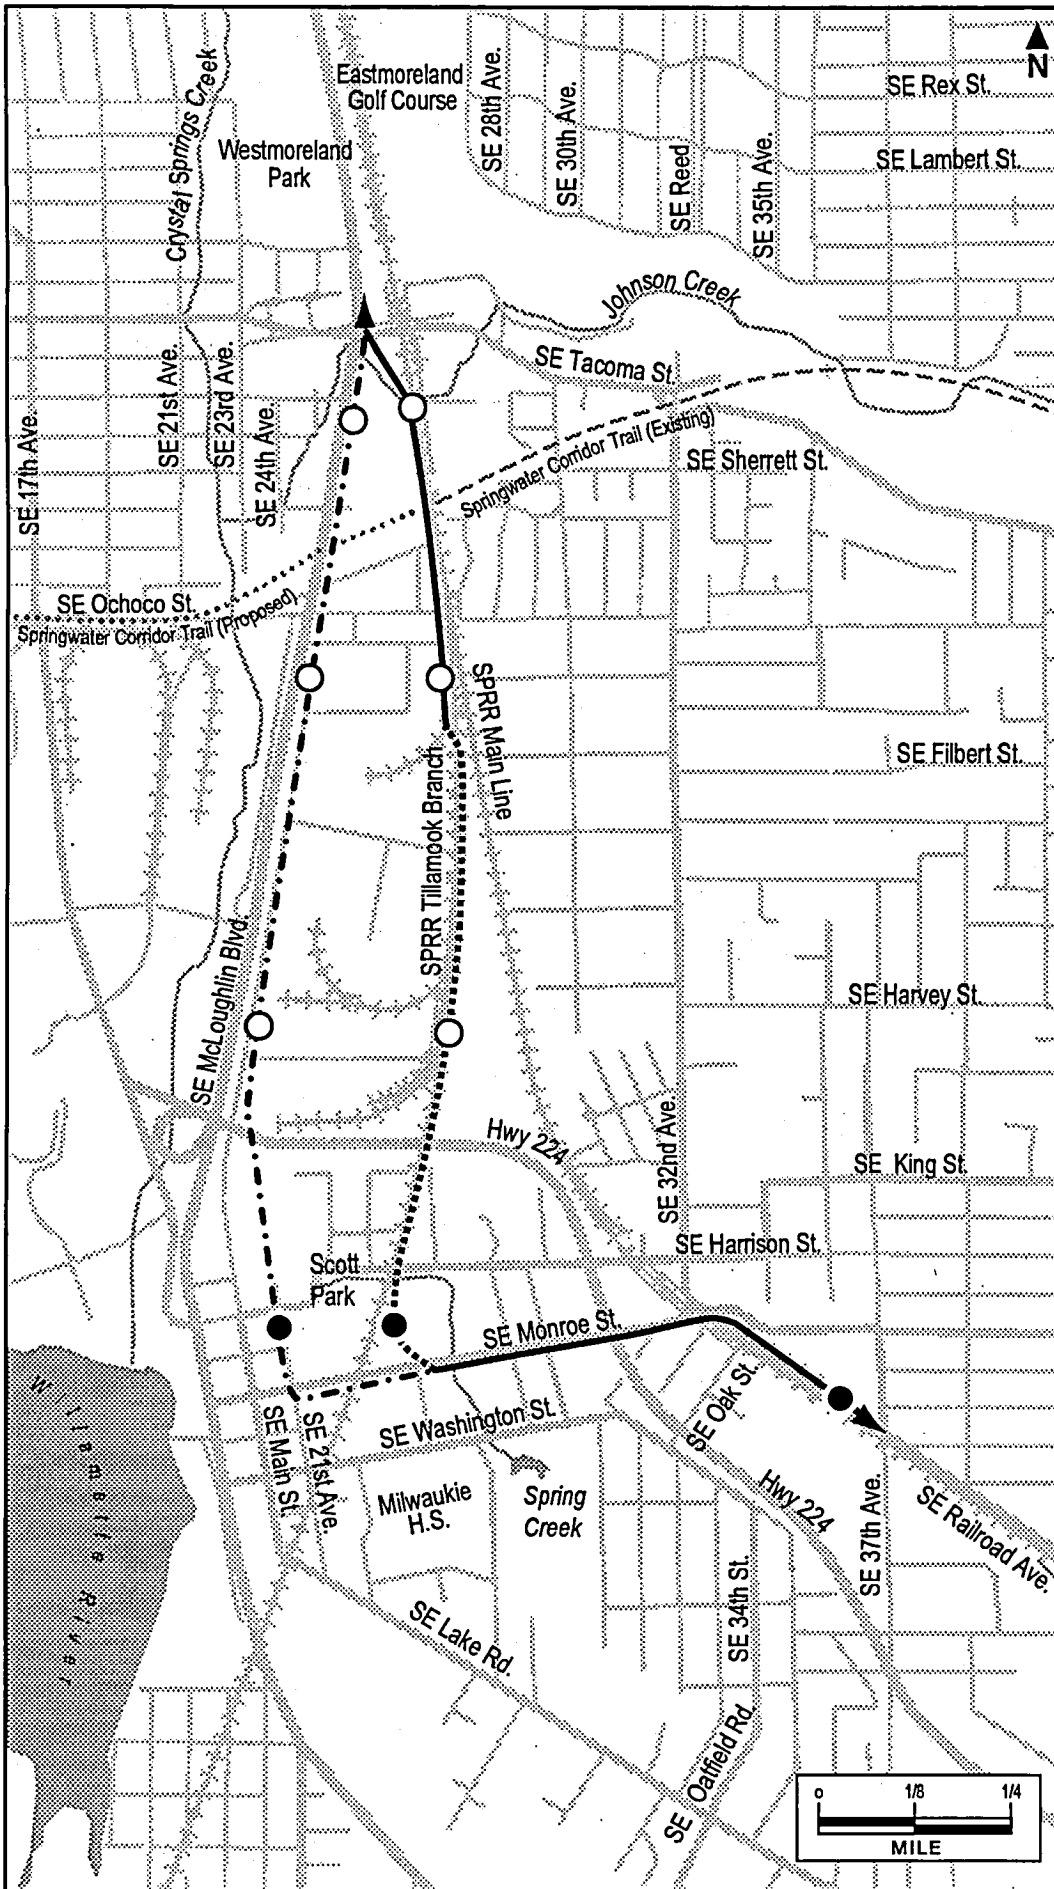 N
Eastmoreland
Golf Course
SE 28th Ave.
SE 30th Ave.
SE Reed
SE 35th Ave.
SE Rex St.
SE Lambert St.
Crystal Springs Creek
Westmoreland
Park
Johnson Creek
SE Tacoma St.
SE 17th Ave.
SE 21st Ave.
SE 23rd Ave.
SE 24th Ave.
Springwater Corridor Trail (Existing)
SE Sherrett St.
SE Ochoco St.
Springwater Corridor Trail (Proposed)
SPRR Main Line
SPRR Tillamook Branch
SE Filbert St.
SE McLoughlin Blvd.
SE Harvey St.
Hwy 224
SE 32nd Ave.
SE King St.
SE Harrison St.
Scott
Park
SE Monroe St.
SE Oak St.
SE Washington St.
SE Main St.
SE 21st Ave.
Milwaukie
H.S.
Spring
Creek
Hwy 224
SE 37th Ave.
SE Railroad Ave.
Willamette River
SE Lake Rd.
SE 34th St.
SE Oatfield Rd.
0 1/8 1/4
MILE